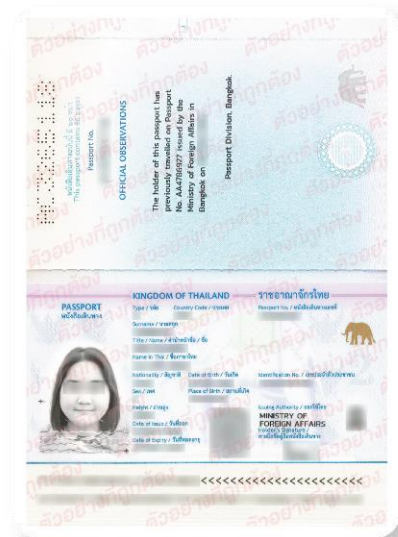 This passport contains pages
Passport No.
OFFICIAL OBSERVATIONS
The holder of this passport has
previously travelled on Passport
No. AA4786927 issued by the
Ministry of Foreign Affairs in
Bangkok on
Passport Division, Bangkok.
PASSPORT
หนังสือเดินทาง
KINGDOM OF THAILAND
ราชอาณาจักรไทย
Type / ประเภท Country Code / รหัสประเทศ Passport No. / หนังสือเดินทางเลขที่
Surname / นามสกุล
Title / Name / คำนำหน้าชื่อ / ชื่อ
Name in Thai / ชื่อภาษาไทย
Nationality / สัญชาติ Date of Birth / วันเกิด Identification No. / เลขประจำตัวประชาชน
Sex / เพศ Place of Birth / สถานที่เกิด
Height / ส่วนสูง Issuing Authority / ออกให้โดย
MINISTRY OF
FOREIGN AFFAIRS
Date of Issue / วันที่ออก Holder's Signature /
Date of Expiry / วันที่หมดอายุ
<<<<<<<<<<<<<<<<<<<<<<
ตัวอย่างที่ถูกต้อง